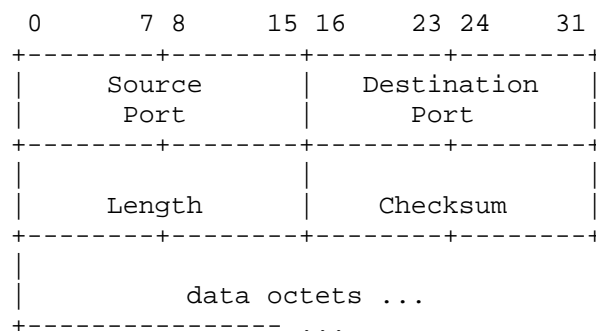 0 7 8 15 16 23 24 31
Source Destination
Port Port
Length Checksum
data octets ...
...